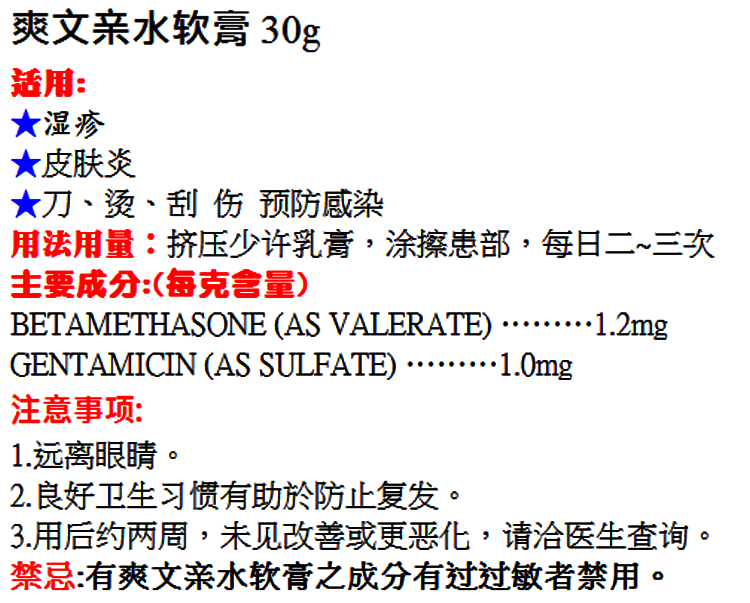 爽文亲水软膏 30g
适用:
★湿疹
★皮肤炎
★刀、烫、刮 伤 预防感染
用法用量：挤压少许乳膏，涂擦患部，每日二~三次
主要成分:(每克含量)
BETAMETHASONE (AS VALERATE) ………1.2mg
GENTAMICIN (AS SULFATE) ………1.0mg
注意事项:
1.远离眼睛。
2.良好卫生习惯有助於防止复发。
3.用后约两周，未见改善或更恶化，请洽医生查询。
禁忌:有爽文亲水软膏之成分有过过敏者禁用。